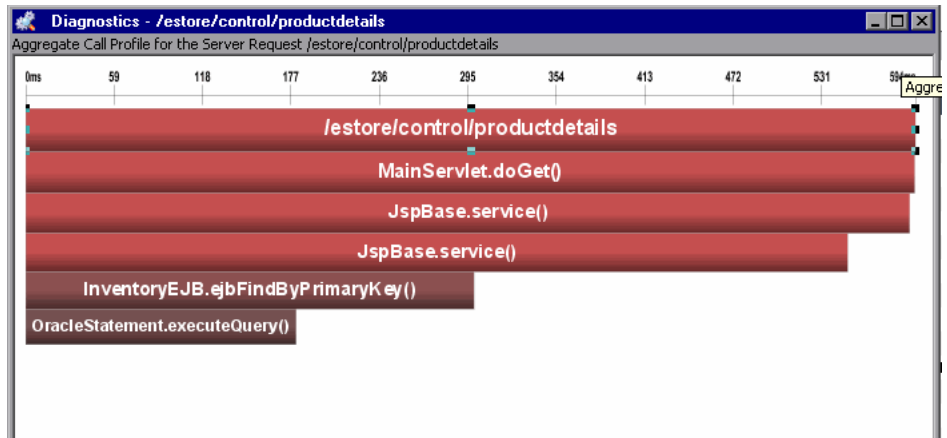 Diagnostics - /estore/control/productdetails
Aggregate Call Profile for the Server Request /estore/control/productdetails
0ms 59 118 177 236 295 354 413 472 531
Aggre
/estore/control/productdetails
MainServlet.doGet()
JspBase.service()
JspBase.service()
InventoryEJB.ejbFindByPrimaryKey()
OracleStatement.executeQuery()